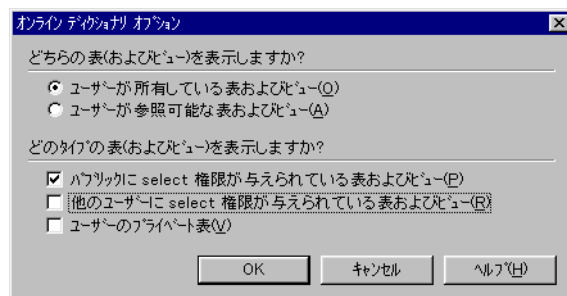 オンライン ディクショナリ オプション
どちらの表(およびビュー)を表示しますか?
ユーザーが所有している表およびビュー(O)
ユーザーが参照可能な表およびビュー(A)
どのタイプの表(およびビュー)を表示しますか?
パブリックに select 権限が与えられている表およびビュー(P)
他のユーザーに select 権限が与えられている表およびビュー(R)
ユーザーのプライベート表(V)
OK キャンセル ヘルプ(H)